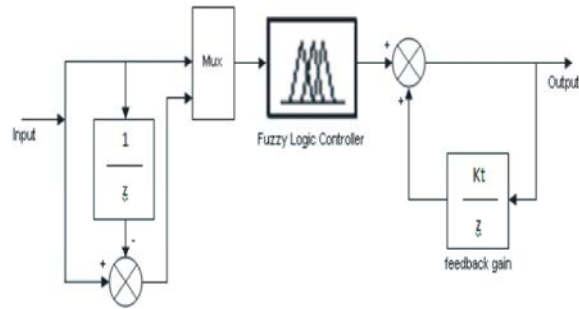 Input
1
z
-
+
Mux
Fuzzy Logic Controller
+
+
Output
Kt
z
feedback gain